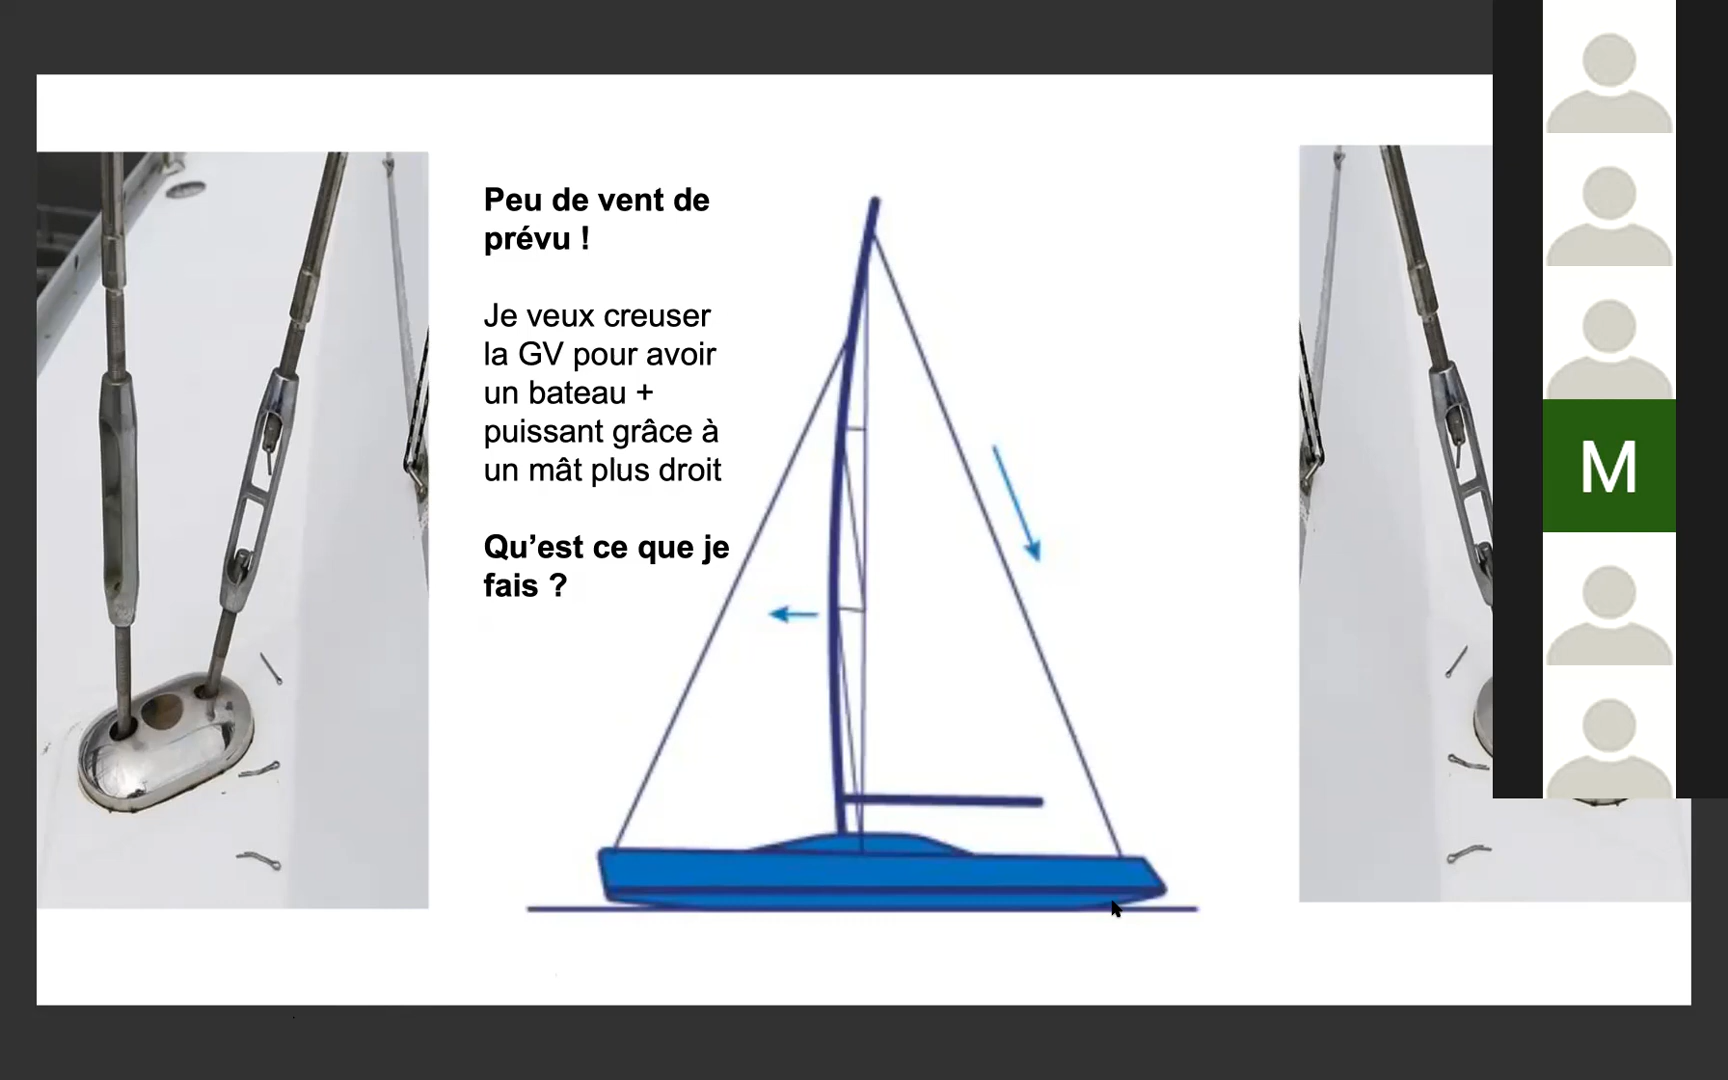 Peu de vent de
prévu !
Je veux creuser
la GV pour avoir
un bateau +
puissant grâce à
un mât plus droit
Qu’est ce que je
fais ?
M